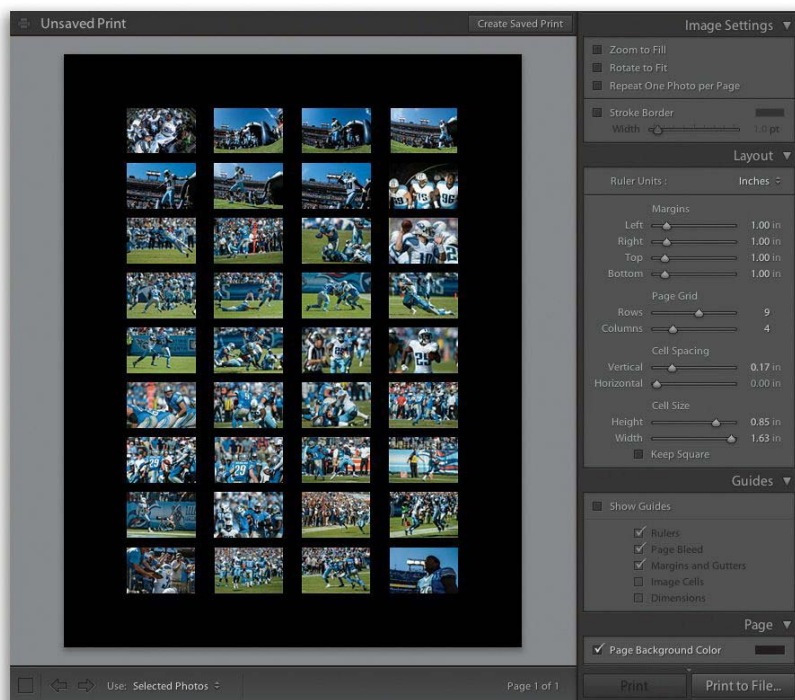 Unsaved Print
Create Saved Print
Image Settings
Zoom to Fill
Rotate to Fit
Repeat One Photo per Page
Stroke Border
Width 1.0 pt
Layout
Ruler Units : Inches
Margins
Left 1.00 in
Right 1.00 in
Top 1.00 in
Bottom 1.00 in
Page Grid
Rows 9
Columns 4
Cell Spacing
Vertical 0.17 in
Horizontal 0.00 in
Cell Size
Height 0.85 in
Width 1.63 in
Keep Square
Guides
Show Guides
Rulers
Page Bleed
Margins and Gutters
Image Cells
Dimensions
Page
Page Background Color
Use: Selected Photos
Page 1 of 1
Print
Print to File...